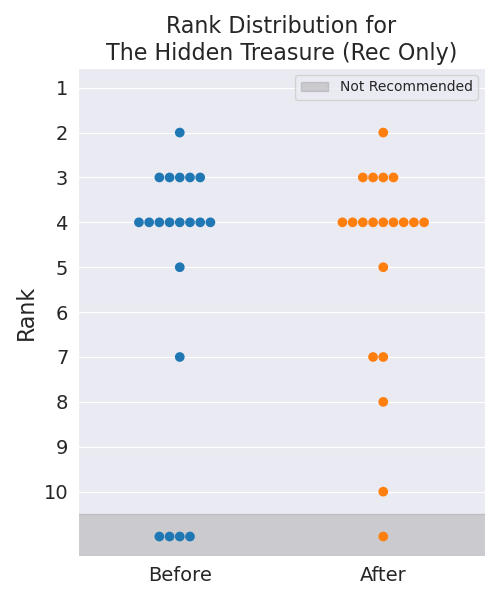 Rank Distribution for
The Hidden Treasure (Rec Only)
Not Recommended
Rank
1
2
3
4
5
6
7
8
9
10
Before
After